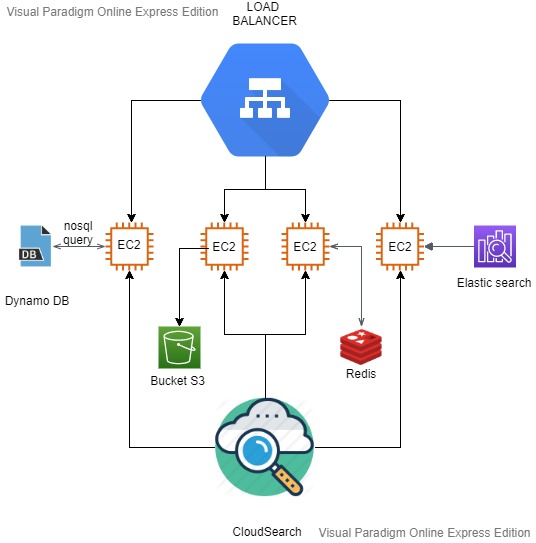 Visual Paradigm Online Express Edition
LOAD
BALANCER
nosql
query
DB
EC2
EC2
EC2
EC2
Dynamo DB
Elastic search
Bucket S3
Redis
CloudSearch
Visual Paradigm Online Express Edition